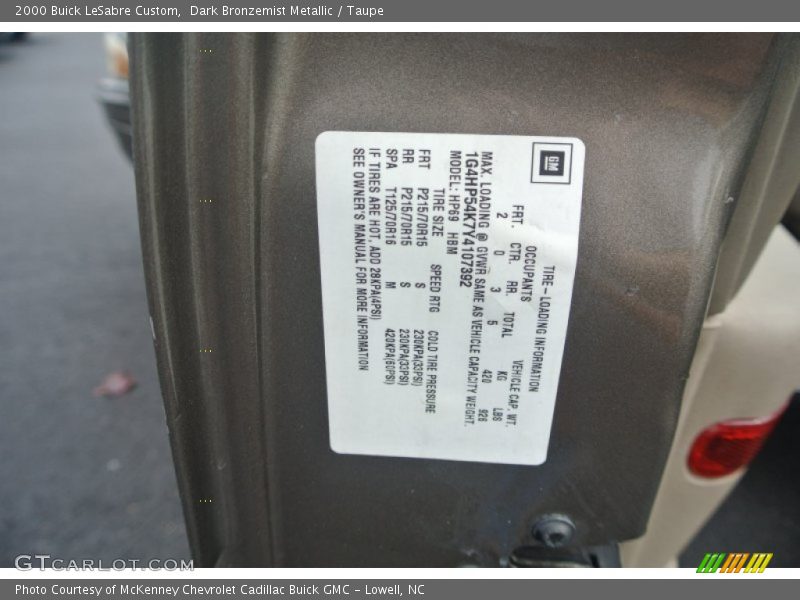 2000 Buick LeSabre Custom, Dark Bronzemist Metallic / Taupe
GM
TIRE-LOADING INFORMATION
OCCUPANTS VEHICLE CAP. WT.
FRT. CTR. RR. TOTAL KG LBS
2 0 3 5 420 926
MAX. LOADING @ GVWR SAME AS VEHICLE CAPACITY WEIGHT.
1G4HP54K7Y4107392
MODEL: HP69 HBM
TIRE SIZE SPEED RTG COLD TIRE PRESSURE
FRT P215/70R15 S 230KPA(33PSI)
RR P215/70R15 S 230KPA(33PSI)
SPA T125/70R16 M 420KPA(60PSI)
IF TIRES ARE HOT, ADD 28KPA(4PSI)
SEE OWNER'S MANUAL FOR MORE INFORMATION
GTCARLOT.COM
Photo Courtesy of McKenney Chevrolet Cadillac Buick GMC - Lowell, NC